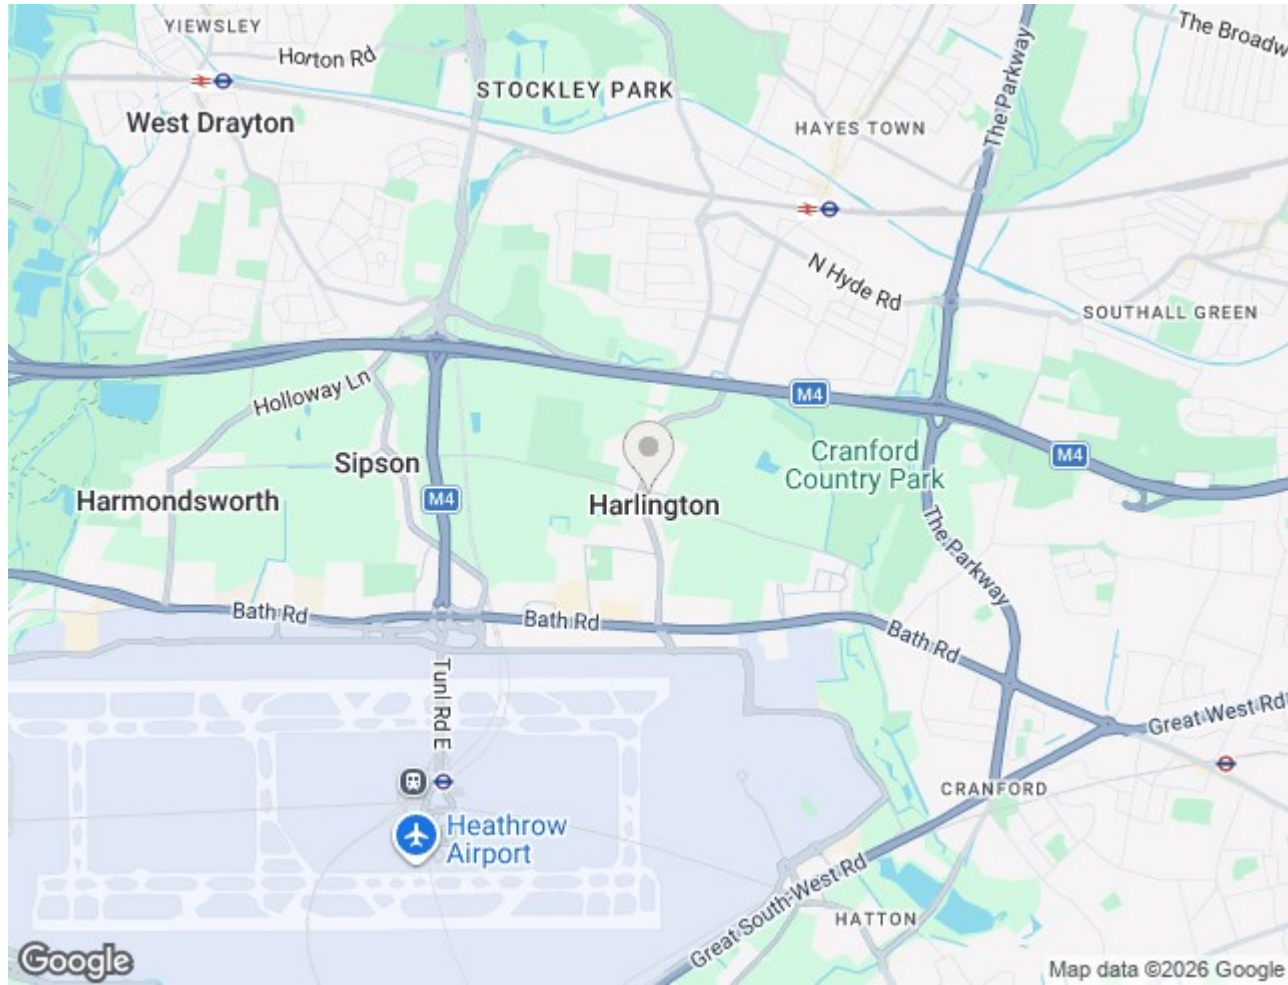 YIEWSLEY
Horton Rd
The Broadw
The Parkway
STOCKLEY PARK
West Drayton
HAYES TOWN
N Hyde Rd
SOUTHALL GREEN
Holloway Ln
M4
Cranford
Country Park
M4
Sipson
Harmondsworth
M4
Harlington
The Parkway
Bath Rd
Bath Rd
Bath Rd
Tunl Rd E
Great West Rd
CRANFORD
Heathrow
Airport
Great South-West Rd
HATTON
Google
Map data ©2026 Google